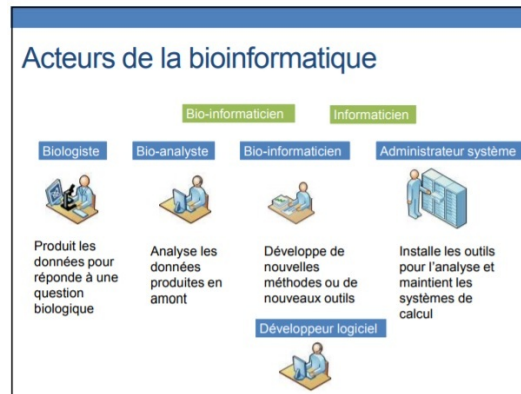 Acteurs de la bioinformatique
Bio-informaticien
Informaticien
Biologiste
Bio-analyste
Bio-informaticien
Administrateur système
Produit les
données pour
réponde à une
question
biologique
Analyse les
données
produites en
amont
Développe de
nouvelles
méthodes ou de
nouveaux outils
Installe les outils
pour l'analyse et
maintient les
systèmes de
calcul
Développeur logiciel